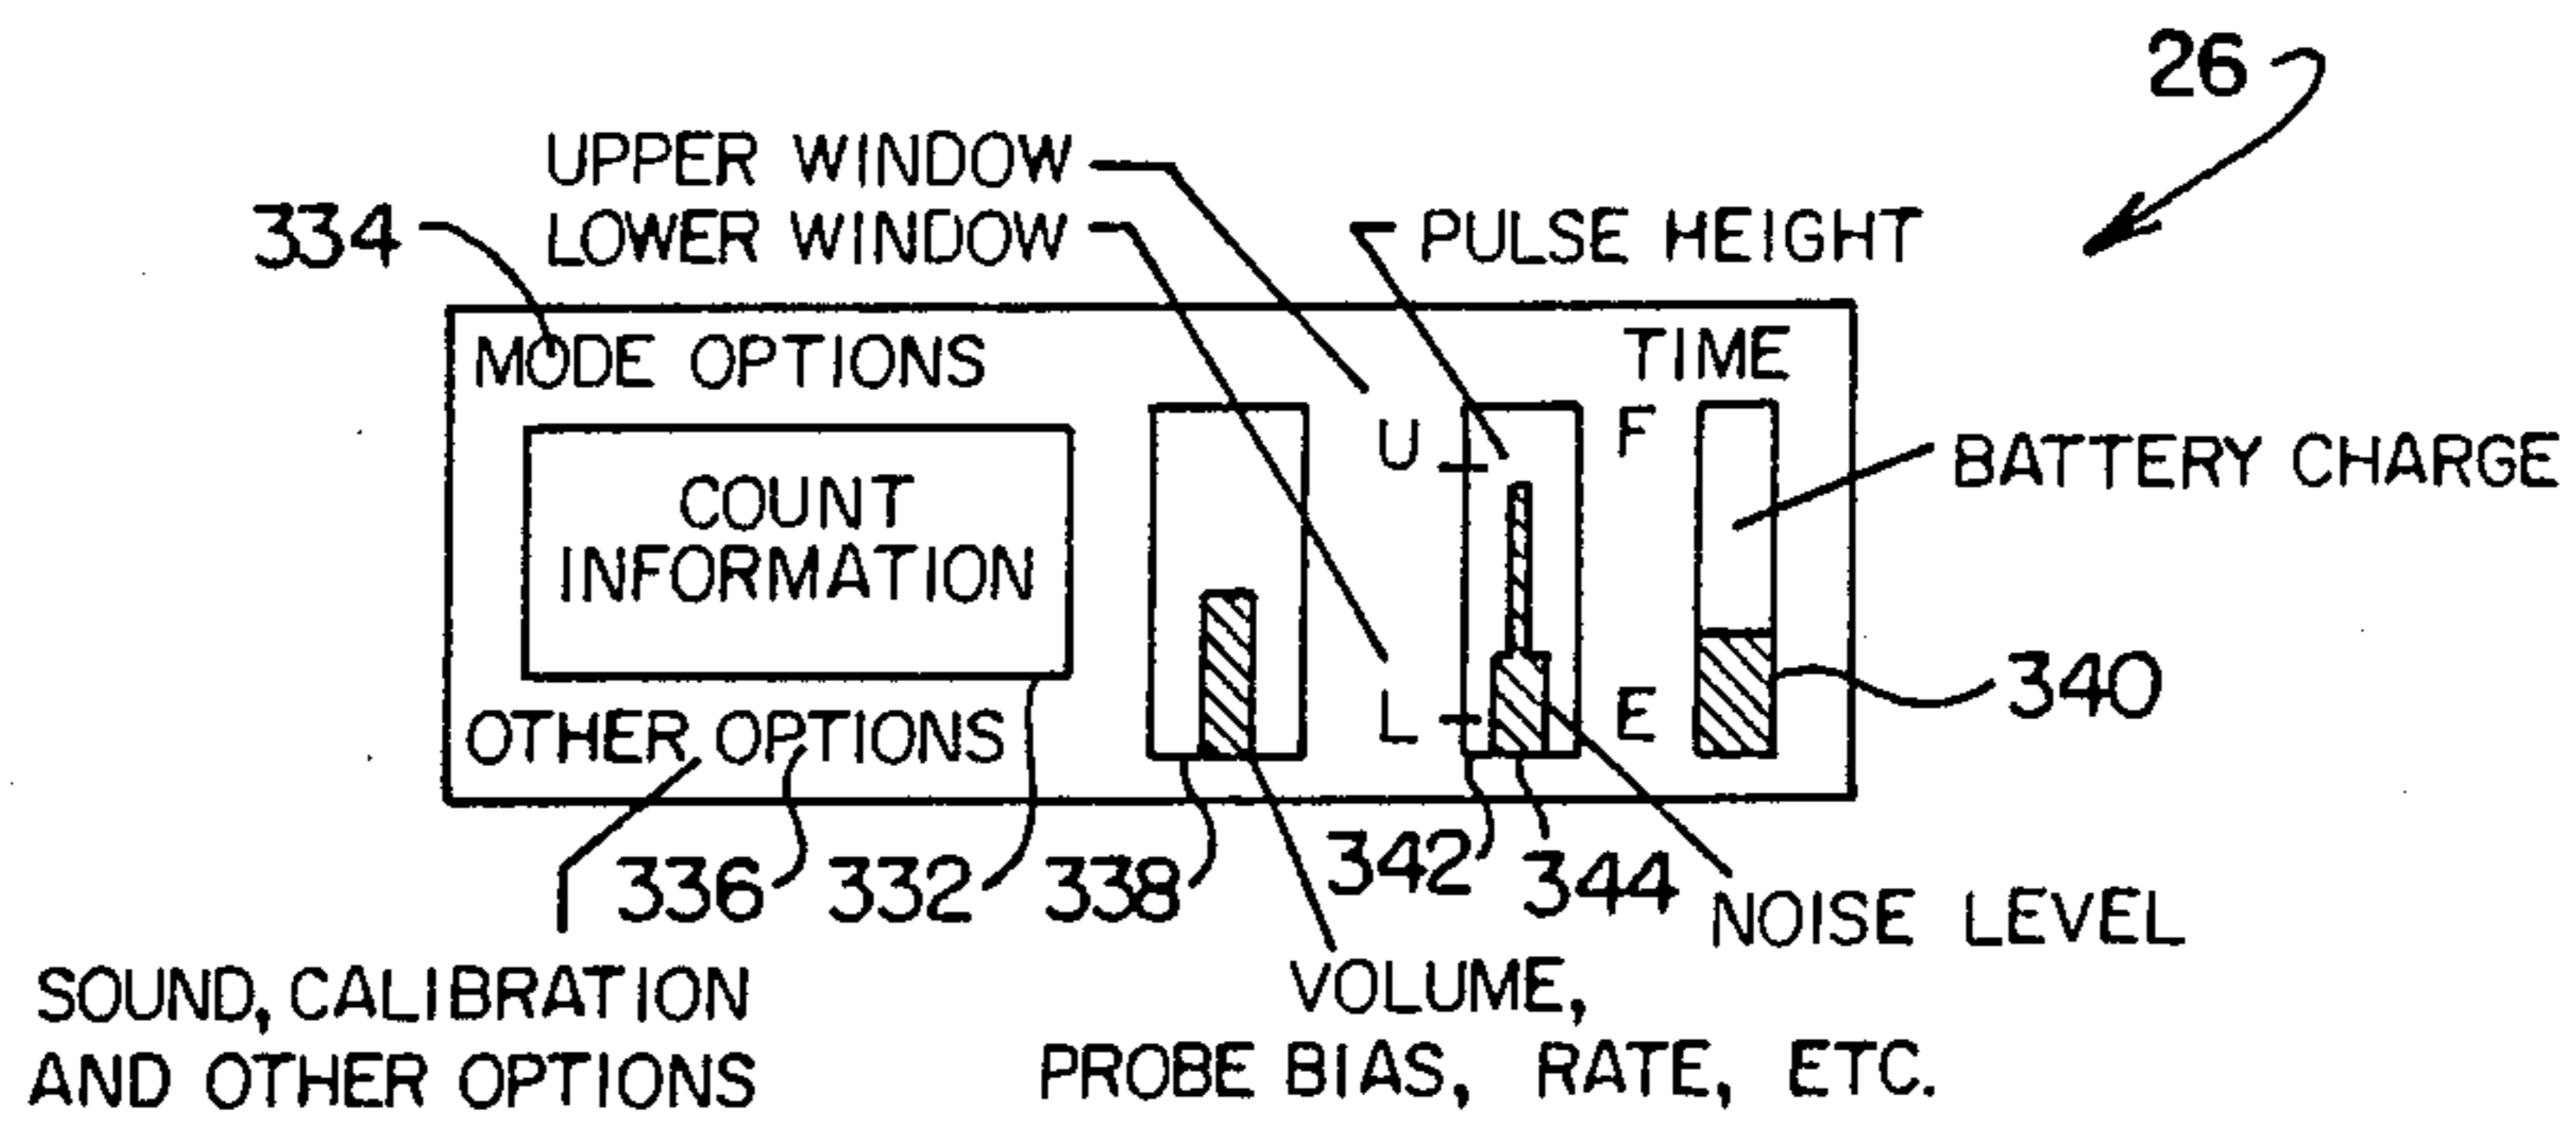 26
UPPER WINDOW
334
LOWER WINDOW
PULSE HEIGHT
MODE OPTIONS
TIME
U
F
BATTERY CHARGE
COUNT
INFORMATION
340
OTHER OPTIONS
L
E
336
332
338
342
344
NOISE LEVEL
SOUND, CALIBRATION
AND OTHER OPTIONS
VOLUME,
PROBE BIAS, RATE, ETC.